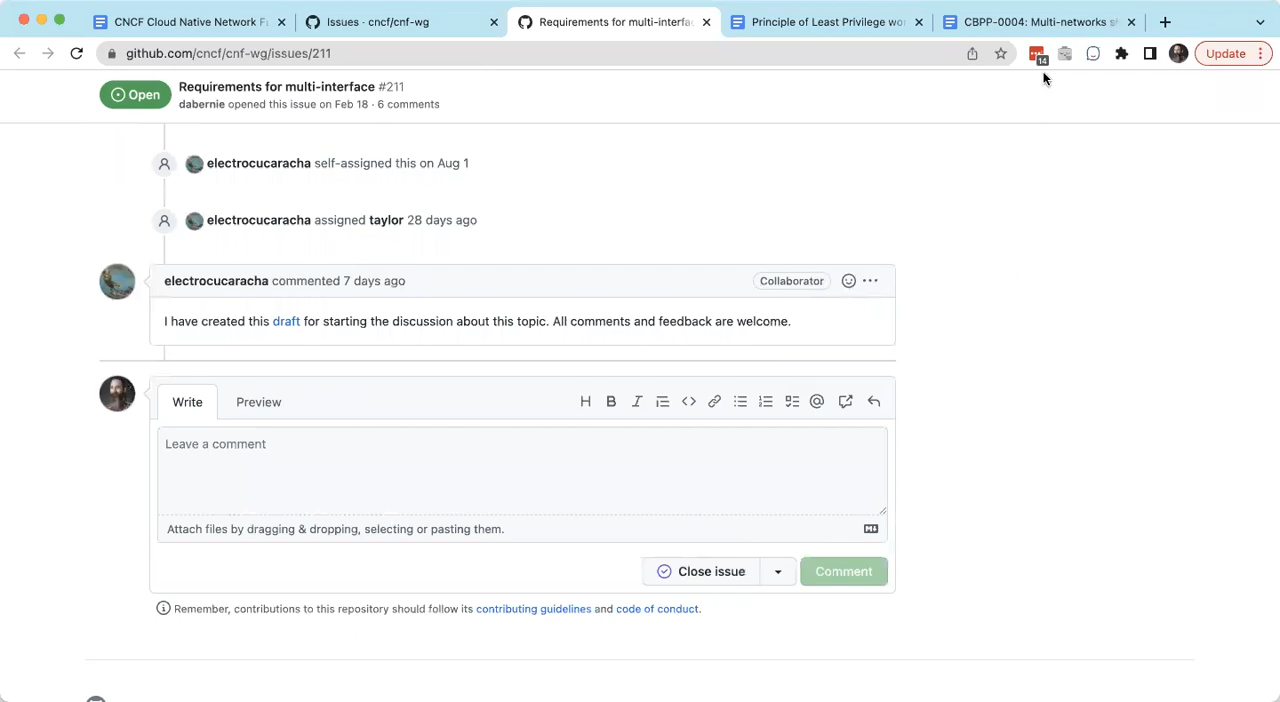 CNCF Cloud Native Network F
Issues · cncf/cnf-wg
Requirements for multi-interfac
Principle of Least Privilege wo
CBPP-0004: Multi-networks s
github.com/cncf/cnf-wg/issues/211
14
Update
Open
Requirements for multi-interface #211
dabernie opened this issue on Feb 18 · 6 comments
electrocucaracha self-assigned this on Aug 1
electrocucaracha assigned taylor 28 days ago
electrocucaracha commented 7 days ago
Collaborator
I have created this draft for starting the discussion about this topic. All comments and feedback are welcome.
Write
Preview
Leave a comment
Attach files by dragging & dropping, selecting or pasting them.
Close issue
Comment
Remember, contributions to this repository should follow its contributing guidelines and code of conduct.